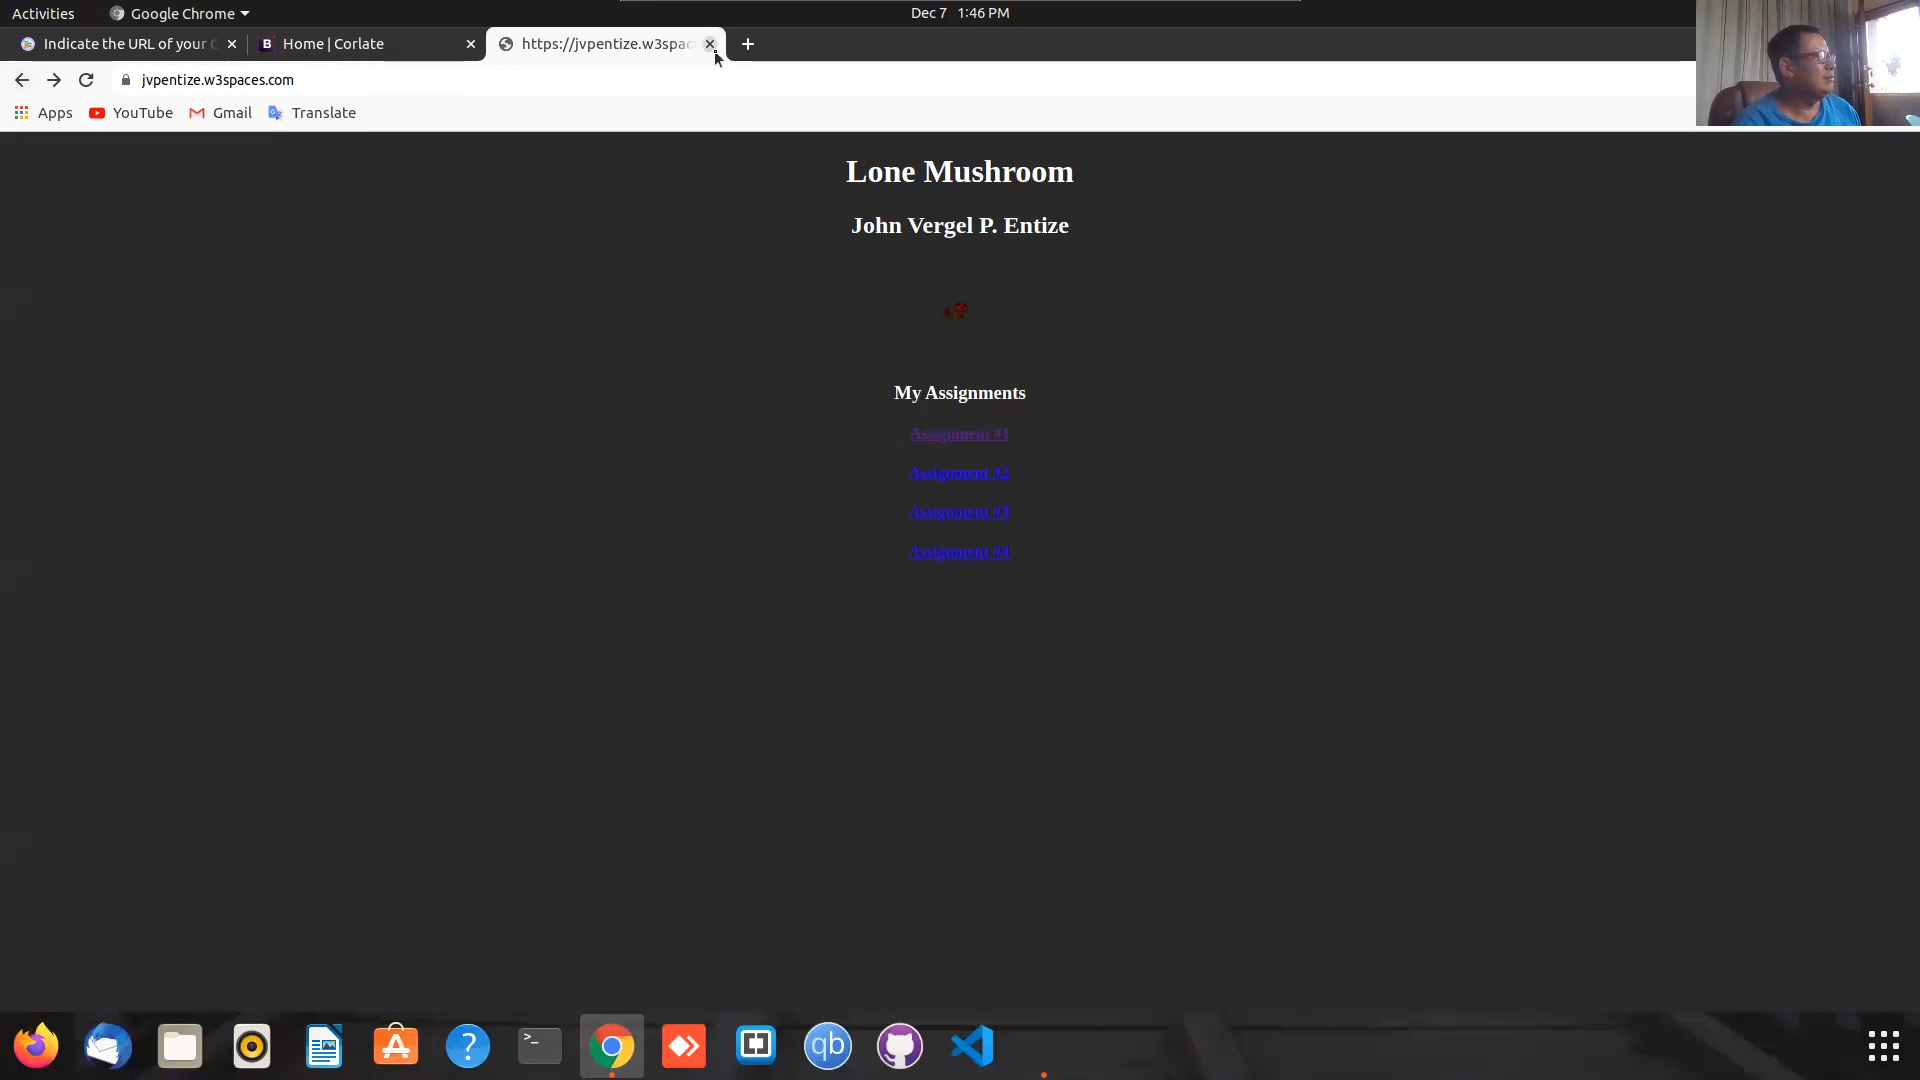 Activities
Google Chrome
Dec 7 1:46 PM
Indicate the URL of your
Home | Corlate
https://jvpentize.w3spac
jvpentize.w3spaces.com
Apps
YouTube
Gmail
Translate
Lone Mushroom
John Vergel P. Entize
My Assignments
Assignment #1
Assignment #2
Assignment #3
Assignment #4